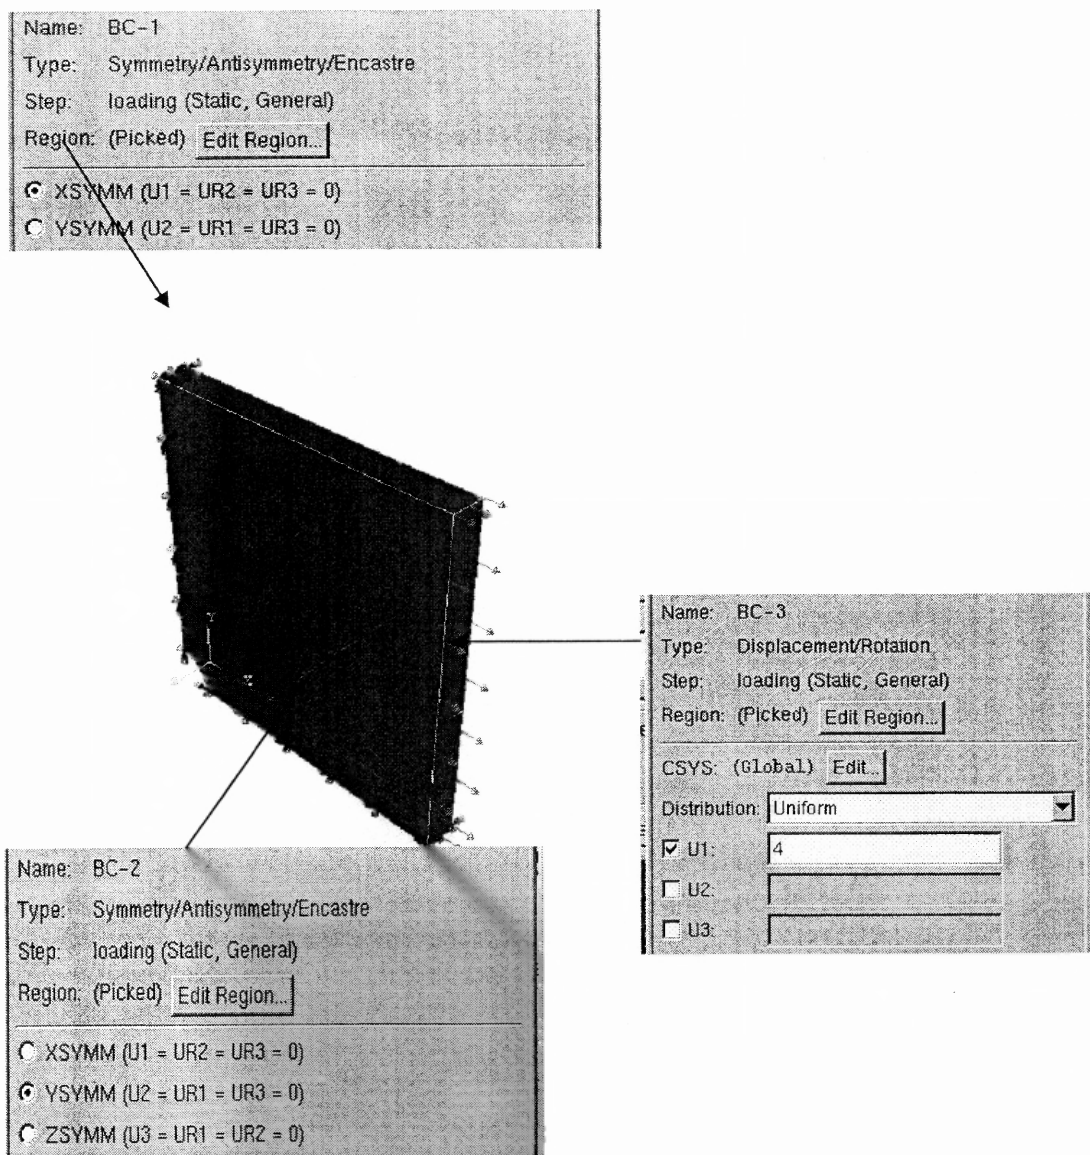 Name: BC-1
Type: Symmetry/Antisymmetry/Encastre
Step: loading (Static, General)
Region: (Picked) Edit Region...
XSYMM (U1 = UR2 = UR3 = 0)
YSYMM (U2 = UR1 = UR3 = 0)
Name: BC-3
Type: Displacement/Rotation
Step: loading (Static, General)
Region: (Picked) Edit Region...
CSYS: (Global) Edit...
Distribution: Uniform
U1: 4
U2:
U3:
Name: BC-2
Type: Symmetry/Antisymmetry/Encastre
Step: loading (Static, General)
Region: (Picked) Edit Region...
XSYMM (U1 = UR2 = UR3 = 0)
YSYMM (U2 = UR1 = UR3 = 0)
ZSYMM (U3 = UR1 = UR2 = 0)